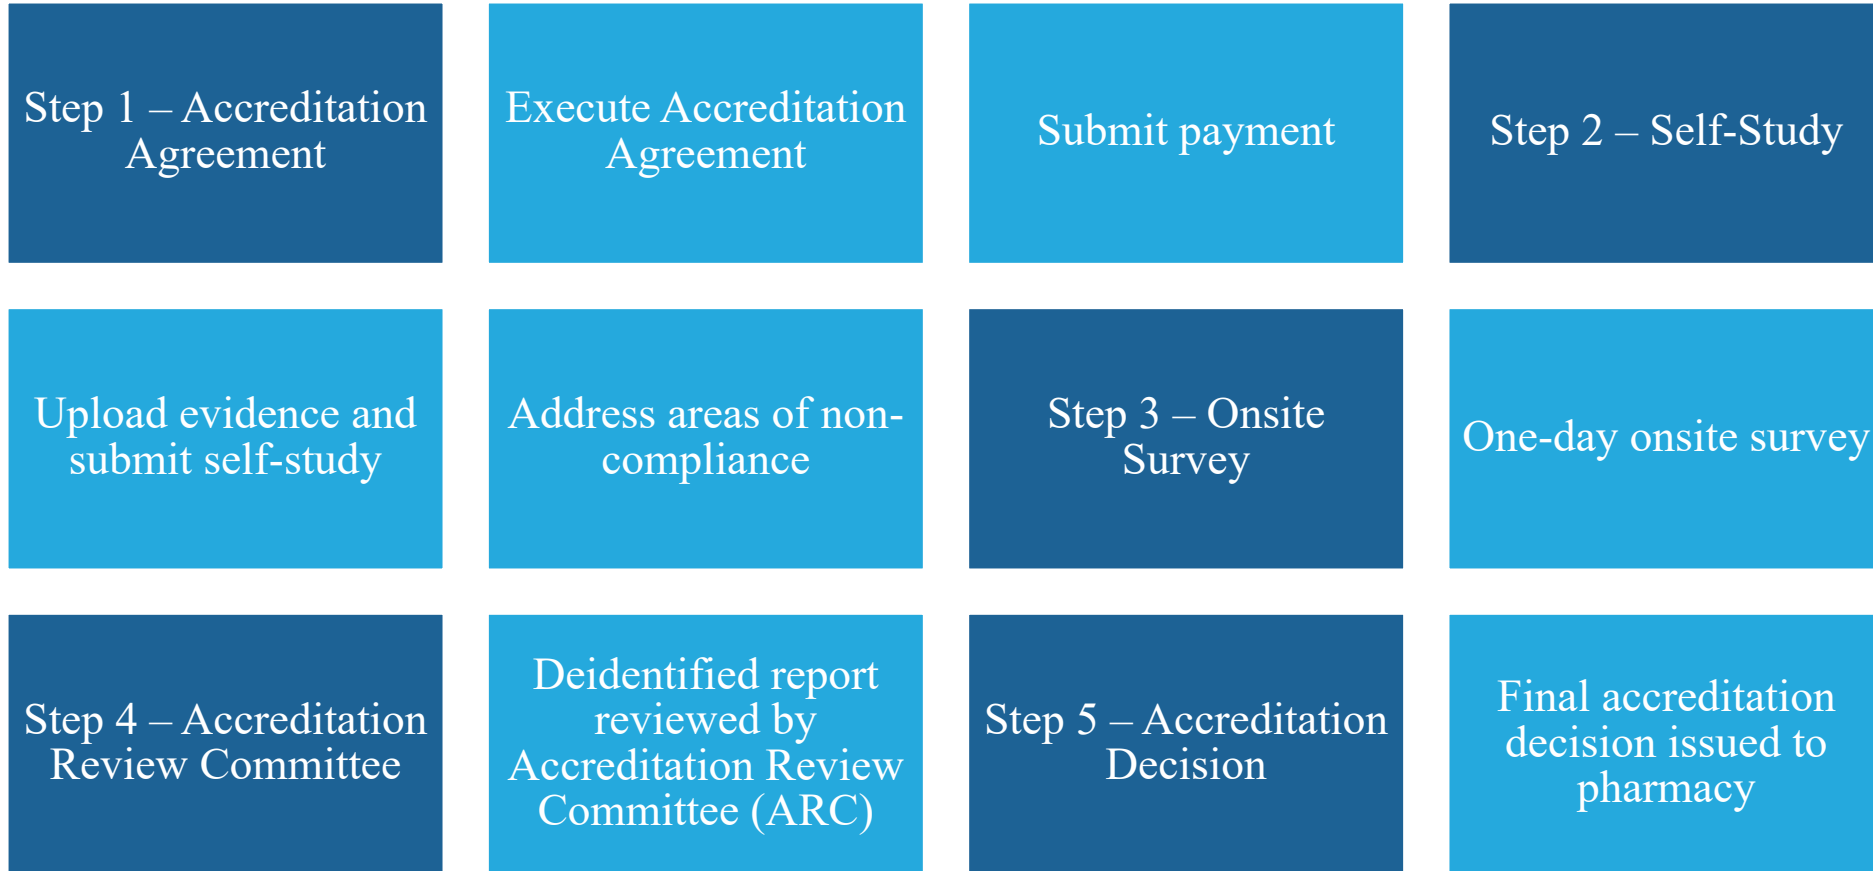 Step 1 – Accreditation
Agreement
Execute Accreditation
Agreement
Submit payment
Step 2 – Self-Study
Upload evidence and
submit self-study
Address areas of non-
compliance
Step 3 – Onsite
Survey
One-day onsite survey
Step 4 – Accreditation
Review Committee
Deidentified report
reviewed by
Accreditation Review
Committee (ARC)
Step 5 – Accreditation
Decision
Final accreditation
decision issued to
pharmacy